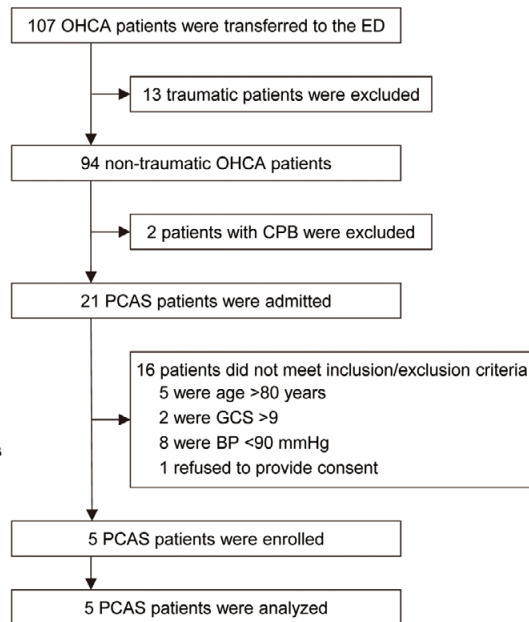 107 OHCA patients were transferred to the ED
13 traumatic patients were excluded
94 non-traumatic OHCA patients
2 patients with CPB were excluded
21 PCAS patients were admitted
16 patients did not meet inclusion/exclusion criteria
5 were age >80 years
2 were GCS >9
8 were BP <90 mmHg
1 refused to provide consent
s
5 PCAS patients were enrolled
5 PCAS patients were analyzed